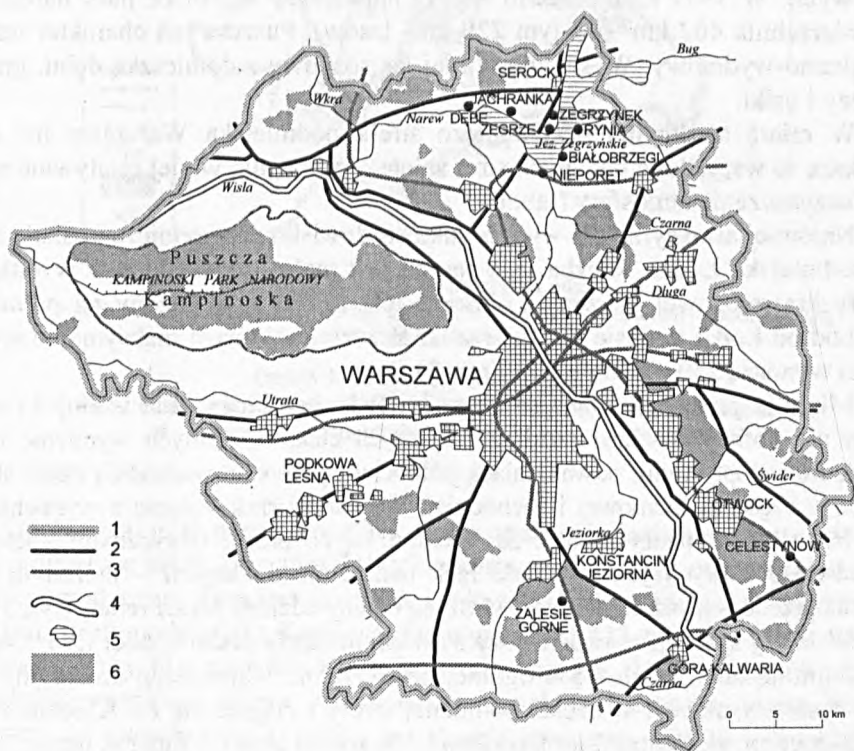 Bug
SEROCK
Wkra
JACHRANKA
Narew
DĘBE
ZEGRZYNEK
ZEGRZE
RYNIA
Jez. Zegrzyńskie
BIAŁOBRZEGI
Wisła
NIEPORĘT
Czarna
Puszcza
KAMPINOSKI PARK NARODOWY
Kampinoska
Długa
WARSZAWA
Utrata
PODKOWA
LEŚNA
Świder
OTWOCK
1
2
3
4
5
6
Jeziorka
KONSTANCIN
JEZIORNA
CELESTYNÓW
ZALESIE
GÓRNE
GÓRA KALWARIA
Czarna
0 5 10 km